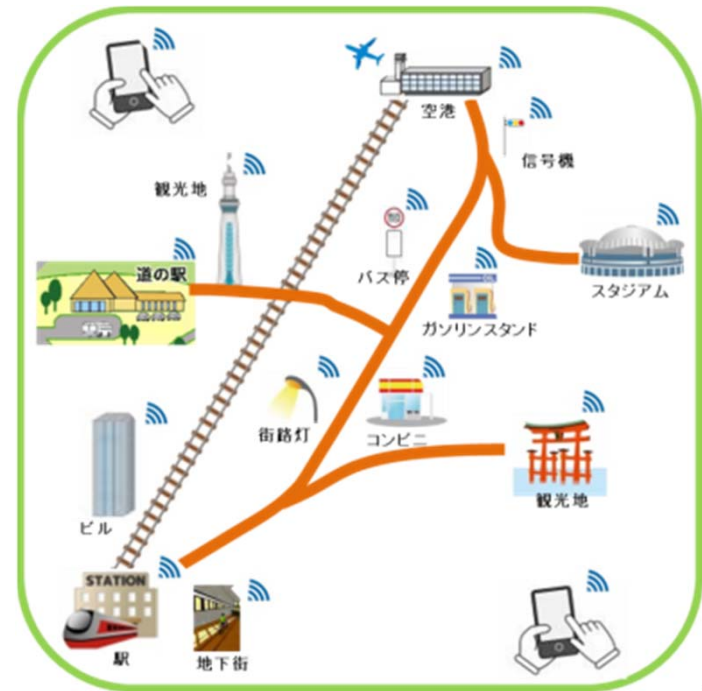 空港
信号機
観光地
道の駅
バス停
スタジアム
ガソリンスタンド
街路灯
コンビニ
観光地
ビル
STATION
駅
地下街